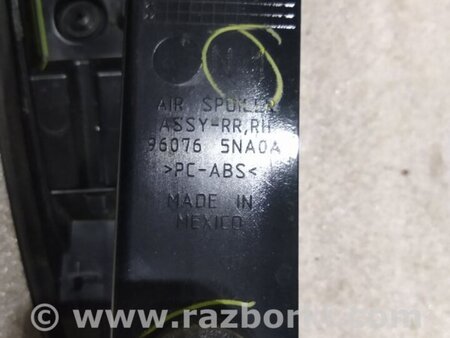 AIR SPOILER
ASSY-RR,RH
96076 5NA0A
>PC-ABS<
MADE IN
MEXICO
© www.razborka.com